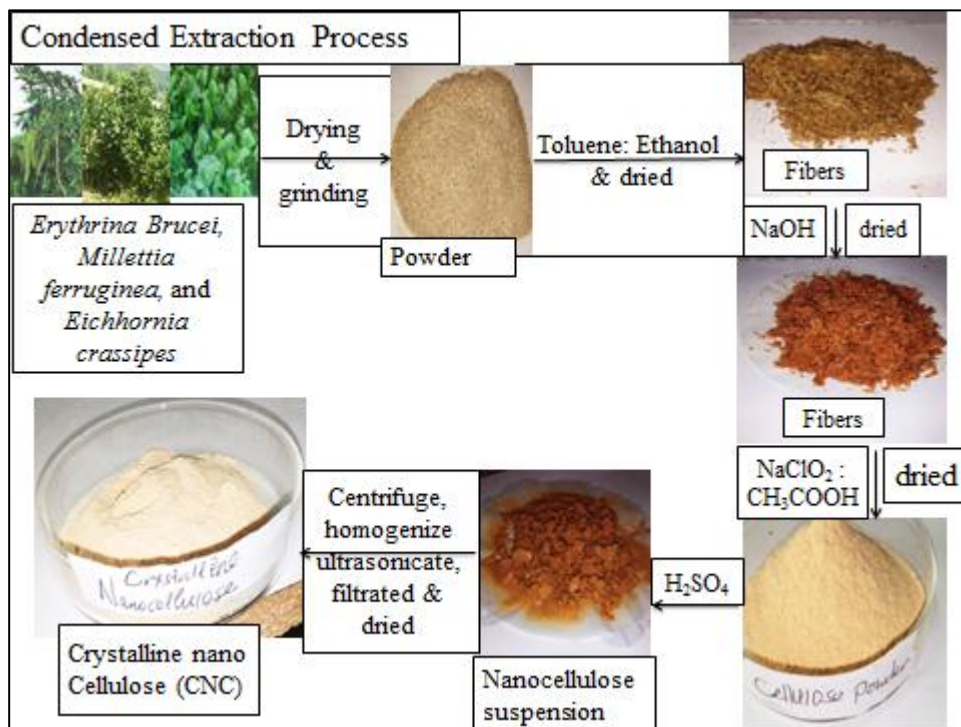 Condensed Extraction Process
Drying
&
grinding
Toluene: Ethanol
& dried
Fibers
Erythrina Brucei,
Millettia
ferruginea, and
Eichhornia
crassipes
Powder
NaOH
dried
Fibers
NaClO₂ :
CH₃COOH
dried
Centrifuge,
homogenize
ultrasonicate,
filtrated &
dried
H₂SO₄
Crystalline
Nanocellulose
Cellulose Powder
Crystalline nano
Cellulose (CNC)
Nanocellulose
suspension